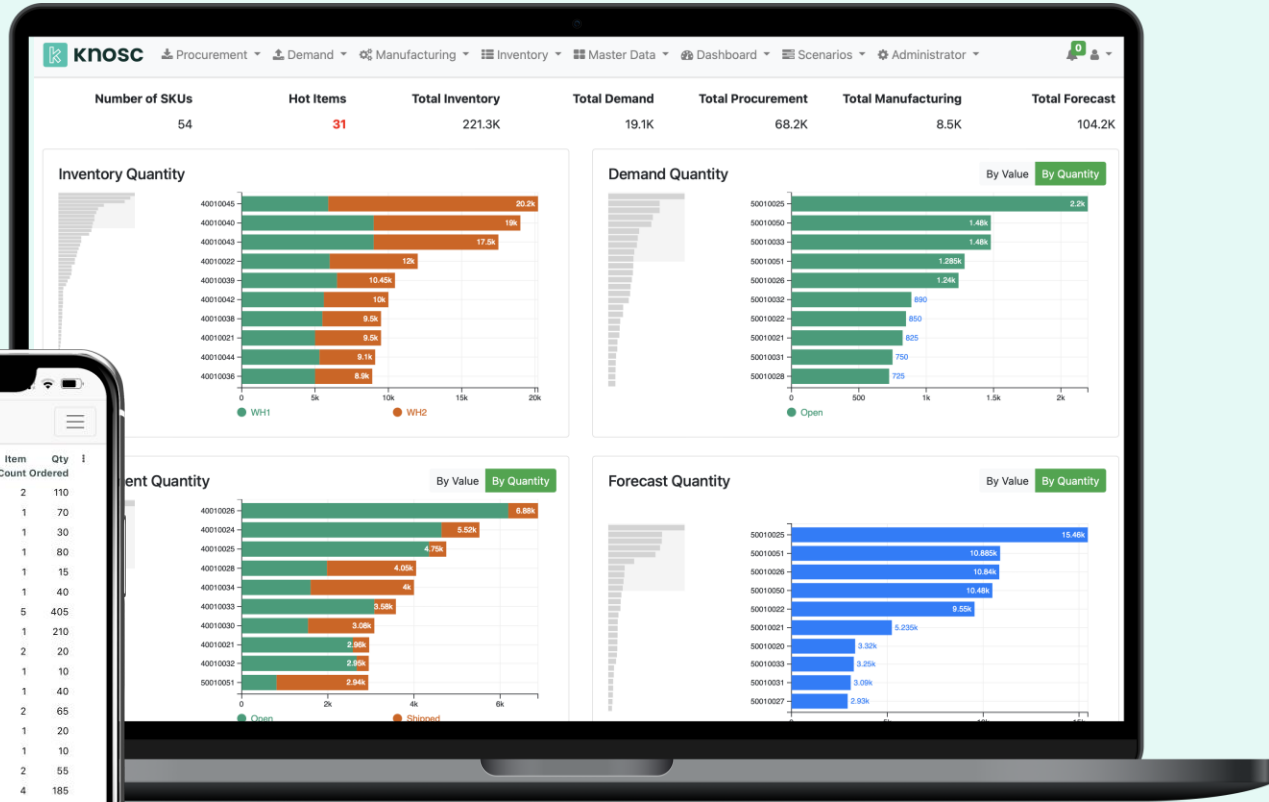 knosc Procurement Demand Manufacturing Inventory Master Data Dashboard Scenarios Administrator 0
Number of SKUs Hot Items Total Inventory Total Demand Total Procurement Total Manufacturing Total Forecast
54 31 221.3K 19.1K 68.2K 8.5K 104.2K
Inventory Quantity
40010045 20.2k
40010040 19k
40010043 17.5k
40010022 12k
40010039 10.45k
40010042 10k
40010038 9.5k
40010021 9.5k
40010044 9.1k
40010036 8.9k
0 5k 10k 15k 20k
WH1 WH2
Demand Quantity By Value By Quantity
50010025 2.2k
50010050 1.48k
50010033 1.48k
50010051 1.285k
50010026 1.24k
50010032 890
50010022 850
50010021 825
50010031 750
50010028 725
0 500 1k 1.5k 2k
Open
ent Quantity By Value By Quantity
40010026 6.88k
40010024 5.52k
40010025 4.75k
40010028 4.05k
40010034 4k
40010033 3.58k
40010030 3.08k
40010021 2.96k
40010032 2.95k
50010051 2.94k
0 2k 4k 6k
Open Shipped
Forecast Quantity By Value By Quantity
50010025 15.46k
50010051 10.885k
50010026 10.84k
50010050 10.48k
50010022 9.55k
50010021 5.235k
50010020 3.32k
50010033 3.25k
50010031 3.09k
50010027 2.93k
Item Qty
Count Ordered
2 110
1 70
1 30
1 80
1 15
1 40
5 405
1 210
2 20
1 10
1 40
2 65
1 20
1 10
2 55
4 185